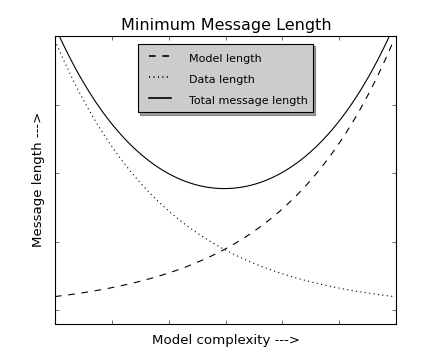 Minimum Message Length
Model length
Data length
Total message length
Message length --->
Model complexity --->